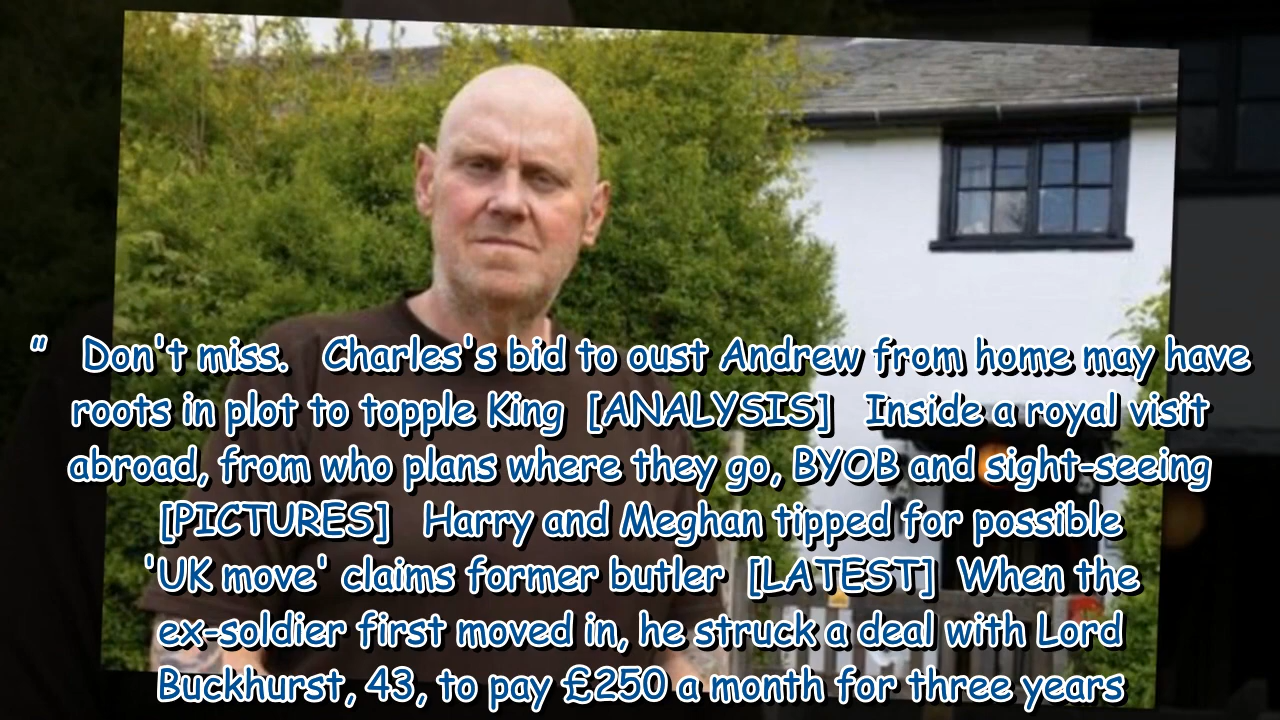 ” Don't miss. Charles's bid to oust Andrew from home may have
roots in plot to topple King [ANALYSIS] Inside a royal visit
abroad, from who plans where they go, BYOB and sight-seeing
[PICTURES] Harry and Meghan tipped for possible
'UK move' claims former butler [LATEST] When the
ex-soldier first moved in, he struck a deal with Lord
Buckhurst, 43, to pay £250 a month for three years